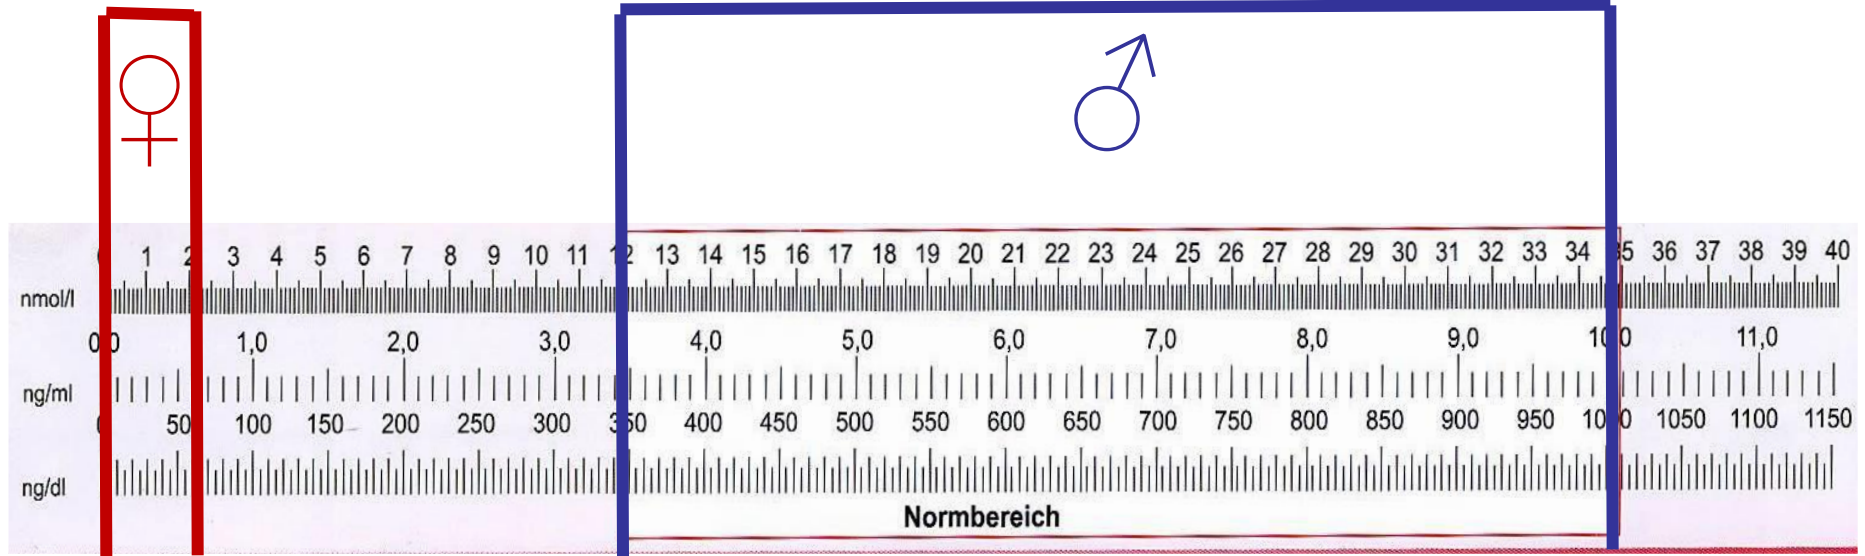 0 1 2 3 4 5 6 7 8 9 10 11 12 13 14 15 16 17 18 19 20 21 22 23 24 25 26 27 28 29 30 31 32 33 34 35 36 37 38 39 40
nmol/l
0,0 1,0 2,0 3,0 4,0 5,0 6,0 7,0 8,0 9,0 10,0 11,0
ng/ml
0 50 100 150 200 250 300 350 400 450 500 550 600 650 700 750 800 850 900 950 1000 1050 1100 1150
ng/dl
Normbereich